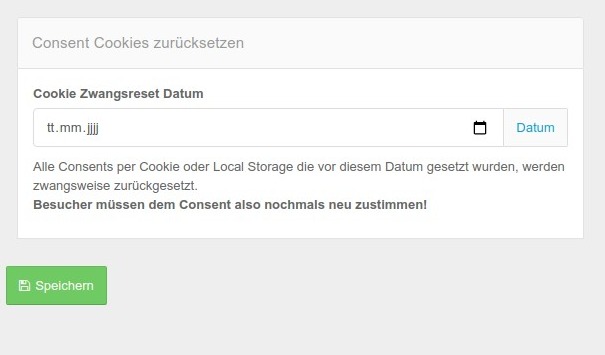 Consent Cookies zurücksetzen
Cookie Zwangsreset Datum
tt.mm.jjjj
Datum
Alle Consents per Cookie oder Local Storage die vor diesem Datum gesetzt wurden, werden
zwangsweise zurückgesetzt.
Besucher müssen dem Consent also nochmals neu zustimmen!
Speichern